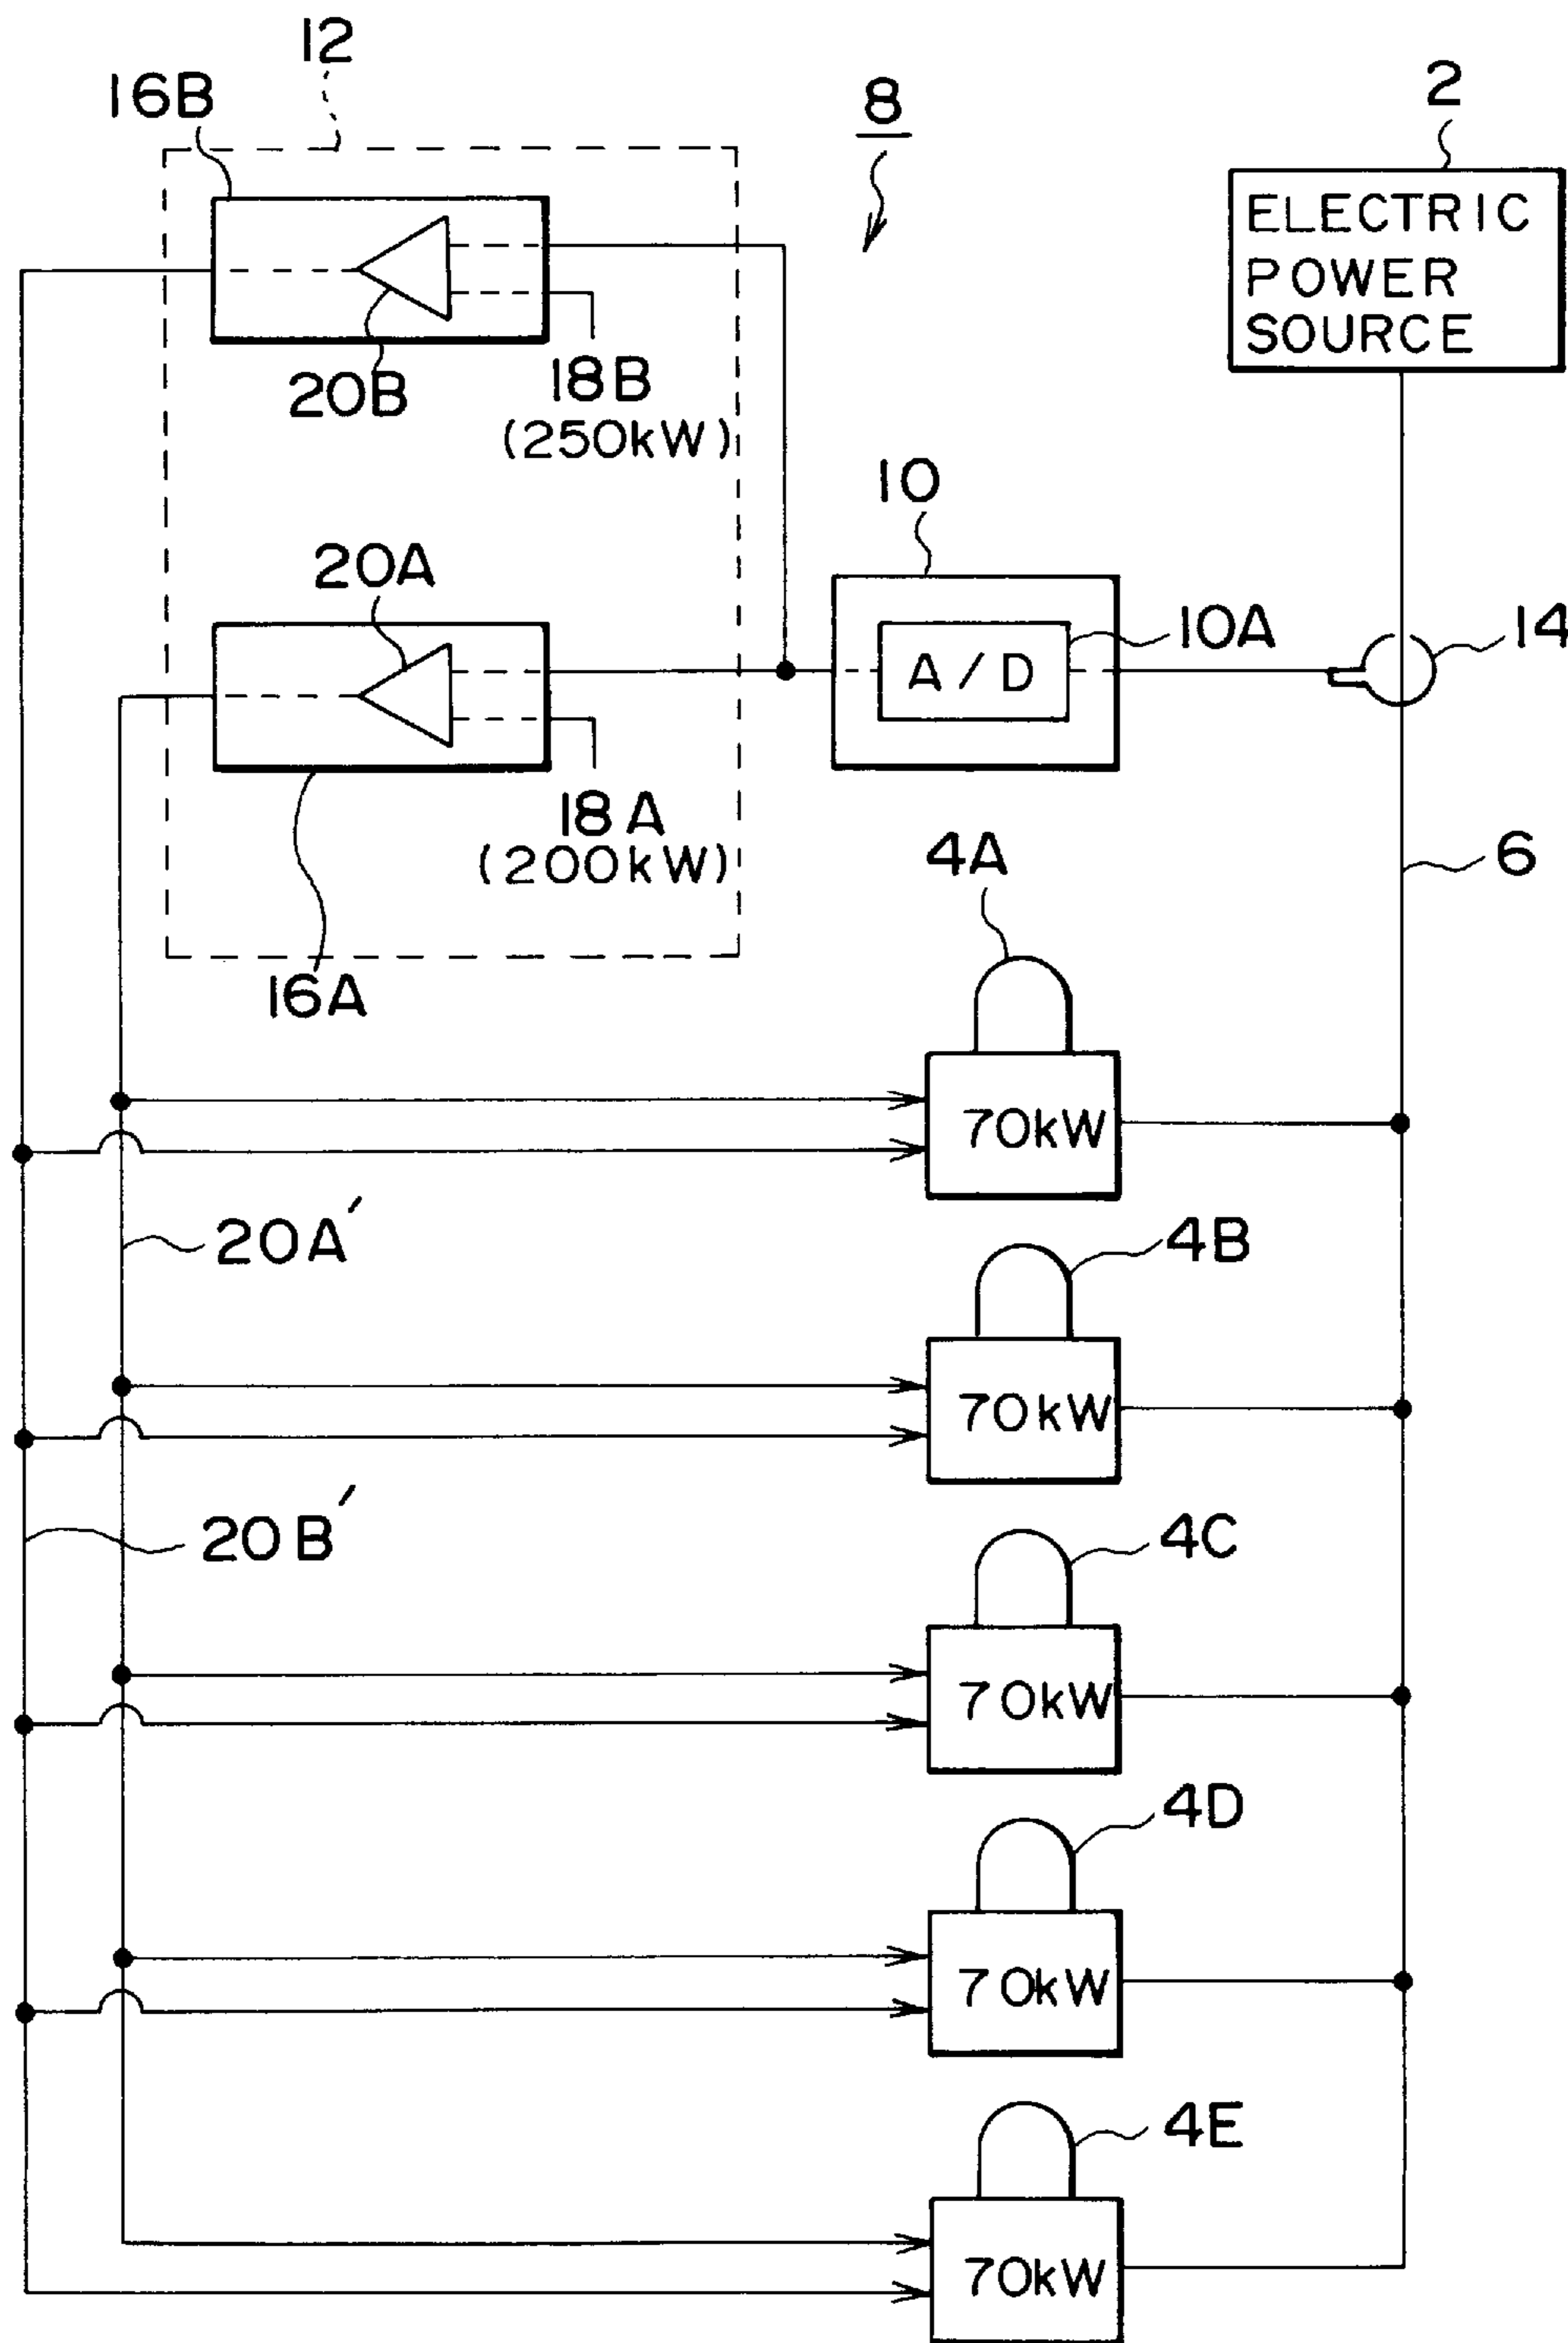 12
16B
8
2
ELECTRIC
POWER
SOURCE
20B
18B
(250kW)
10
20A
A/D
10A
14
18A
(200kW)
4A
6
16A
70kW
20A'
4B
70kW
20B'
4C
70kW
4D
70kW
4E
70kW